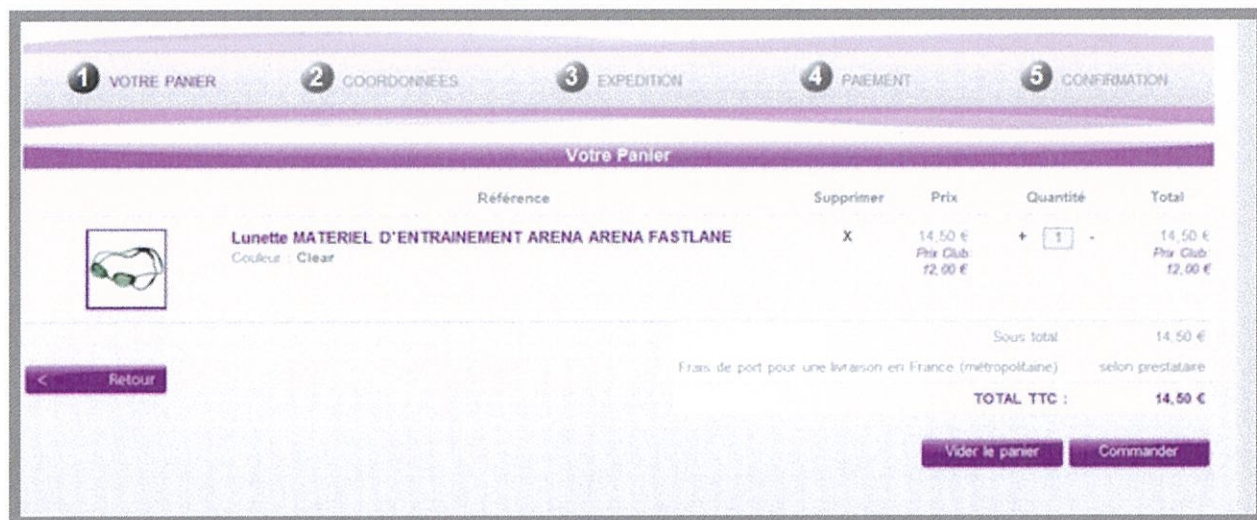 1 VOTRE PANIER 2 COORDONNEES 3 EXPEDITION 4 PAIEMENT 5 CONFIRMATION
Votre Panier
Référence Supprimer Prix Quantité Total
Lunette MATERIEL D'ENTRAINEMENT ARENA ARENA FASTLANE X 14,50 € + 1 - 14,50 €
Couleur : Clear Prix Club: Prix Club:
12,00 € 12,00 €
Sous total 14,50 €
Frais de port pour une livraison en France (métropolitaine) selon prestataire
< Retour
TOTAL TTC : 14,50 €
Vider le panier Commander